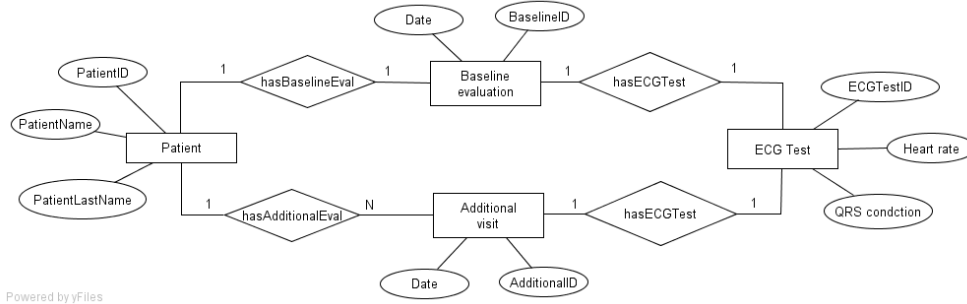 Date
BaselineID
PatientID
1
hasBaselineEval
1
Baseline
evaluation
1
hasECGTest
1
ECGTestID
PatientName
Patient
ECG Test
Heart rate
PatientLastName
1
hasAdditionalEval
N
Additional
visit
1
hasECGTest
1
QRS condction
Date
AdditionalID
Powered by yFiles